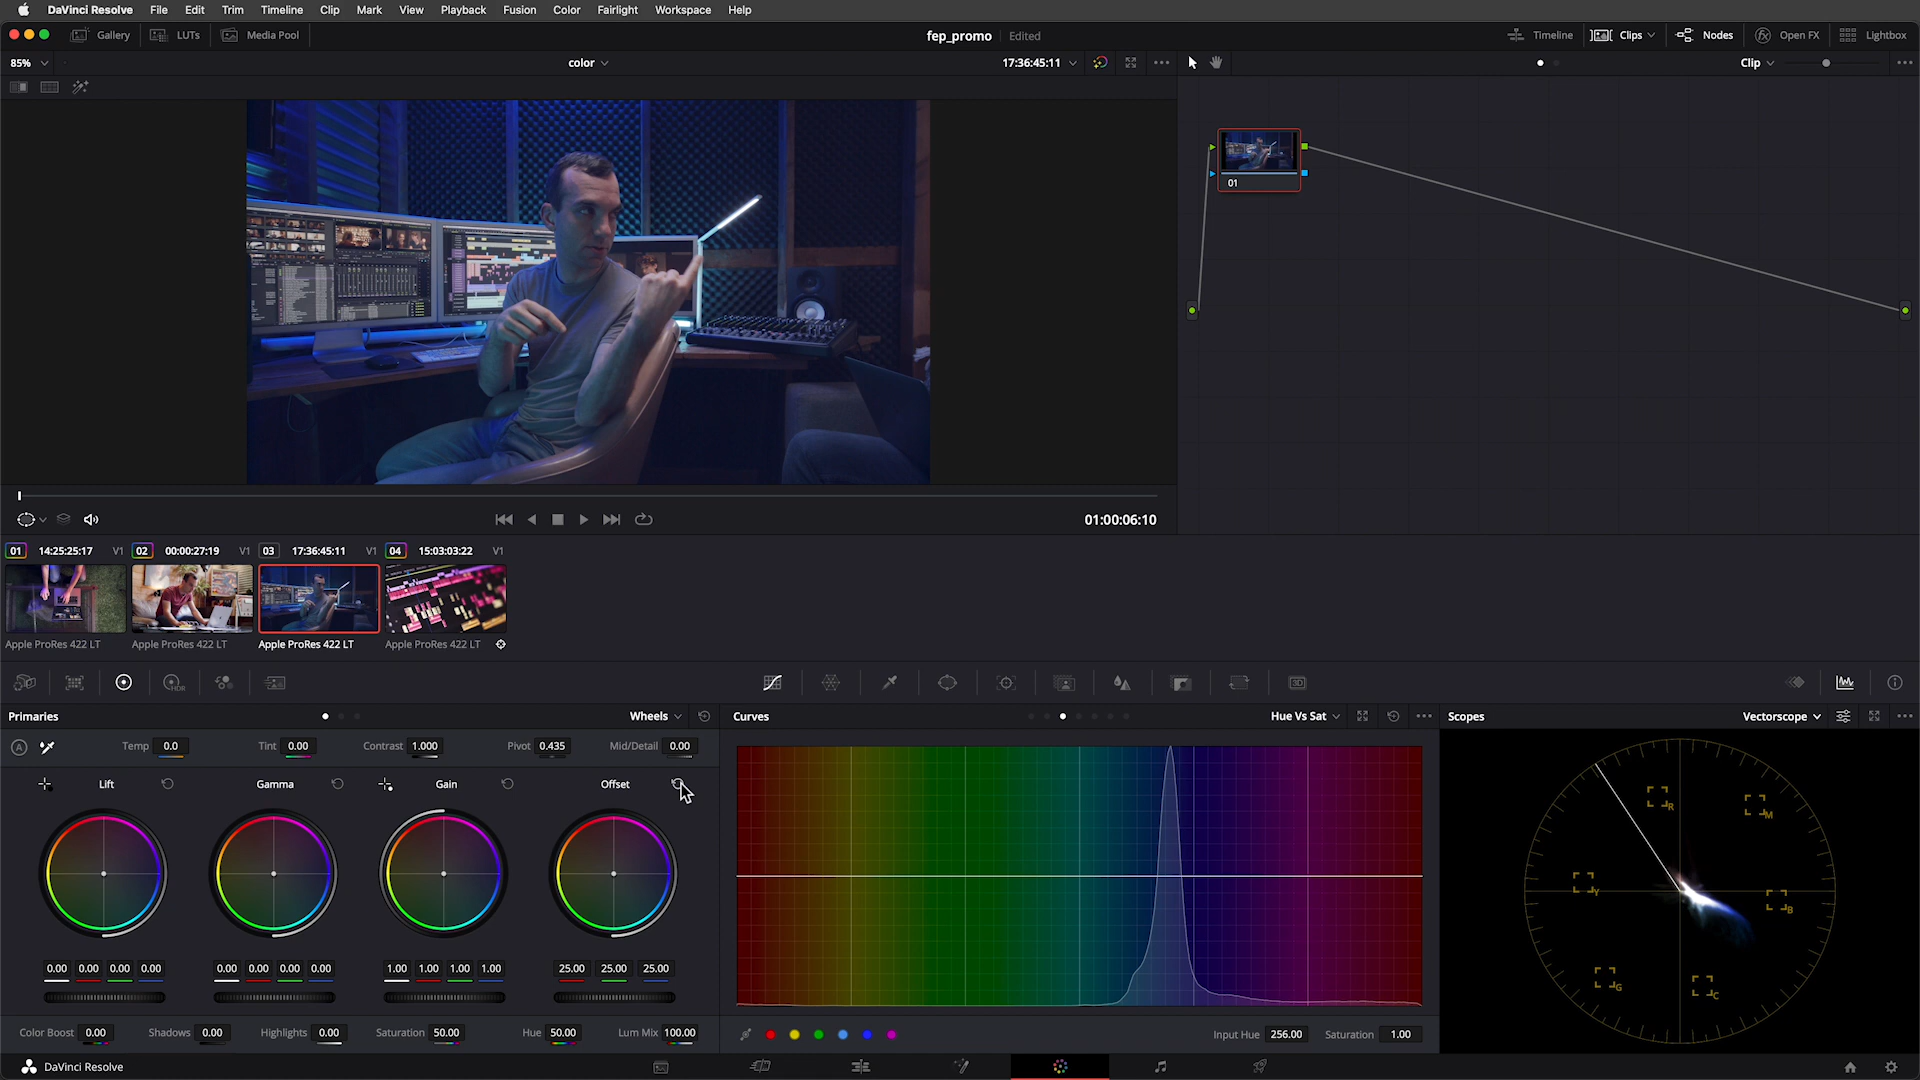 DaVinci Resolve File Edit Trim Timeline Clip Mark View Playback Fusion Color Fairlight Workspace Help
Gallery LUTs Media Pool fep_promo Edited Timeline Clips Nodes Open FX Lightbox
85% color 17:36:45:11 Clip
01
01:00:06:10
01 14:25:25:17 V1 02 00:00:27:19 V1 03 17:36:45:11 V1 04 15:03:03:22 V1
Apple ProRes 422 LT Apple ProRes 422 LT Apple ProRes 422 LT Apple ProRes 422 LT
HDR 3D
Primaries Wheels Curves Hue Vs Sat Scopes Vectorscope
A Temp 0.0 Tint 0.00 Contrast 1.000 Pivot 0.435 Mid/Detail 0.00
Lift Gamma Gain Offset
R M Y B G C
0.00 0.00 0.00 0.00 0.00 0.00 0.00 0.00 1.00 1.00 1.00 1.00 25.00 25.00 25.00
Color Boost 0.00 Shadows 0.00 Highlights 0.00 Saturation 50.00 Hue 50.00 Lum Mix 100.00 Input Hue 256.00 Saturation 1.00
DaVinci Resolve